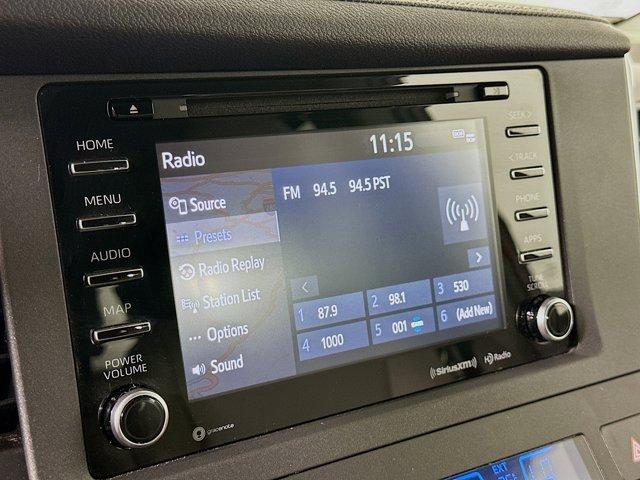 HOME
MENU
AUDIO
MAP
POWER
VOLUME
Radio
11:15
Source
Presets
Radio Replay
Station List
Options
Sound
FM 94.5 94.5 PST
1 87.9
2 98.1
3 530
4 1000
5 001
6 (Add New)
SEEK >
< TRACK
PHONE
APPS
TUNE
SCROLL
gracenote
SiriusXM
HD Radio
EXT